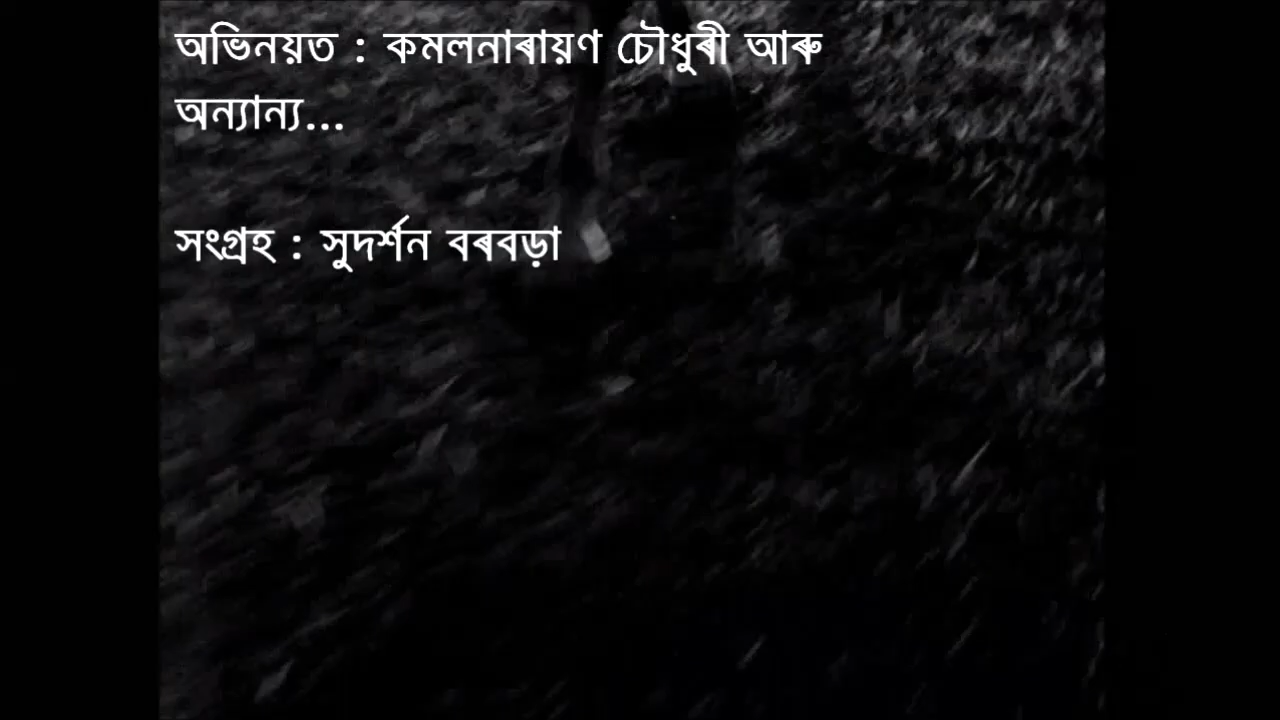 অভিনয়ত : কমলনাৰায়ণ চৌধুৰী আৰু
অন্যান্য...
সংগ্ৰহ : সুদৰ্শন বৰবড়া